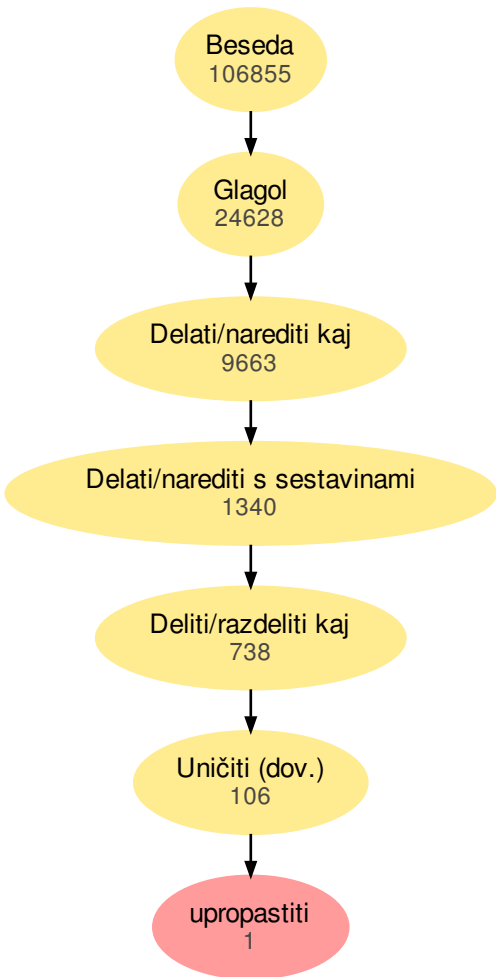 Beseda
106855
Glagol
24628
Delati/narediti kaj
9663
Delati/narediti s sestavinami
1340
Deliti/razdeliti kaj
738
Uničiti (dov.)
106
upropastiti
1